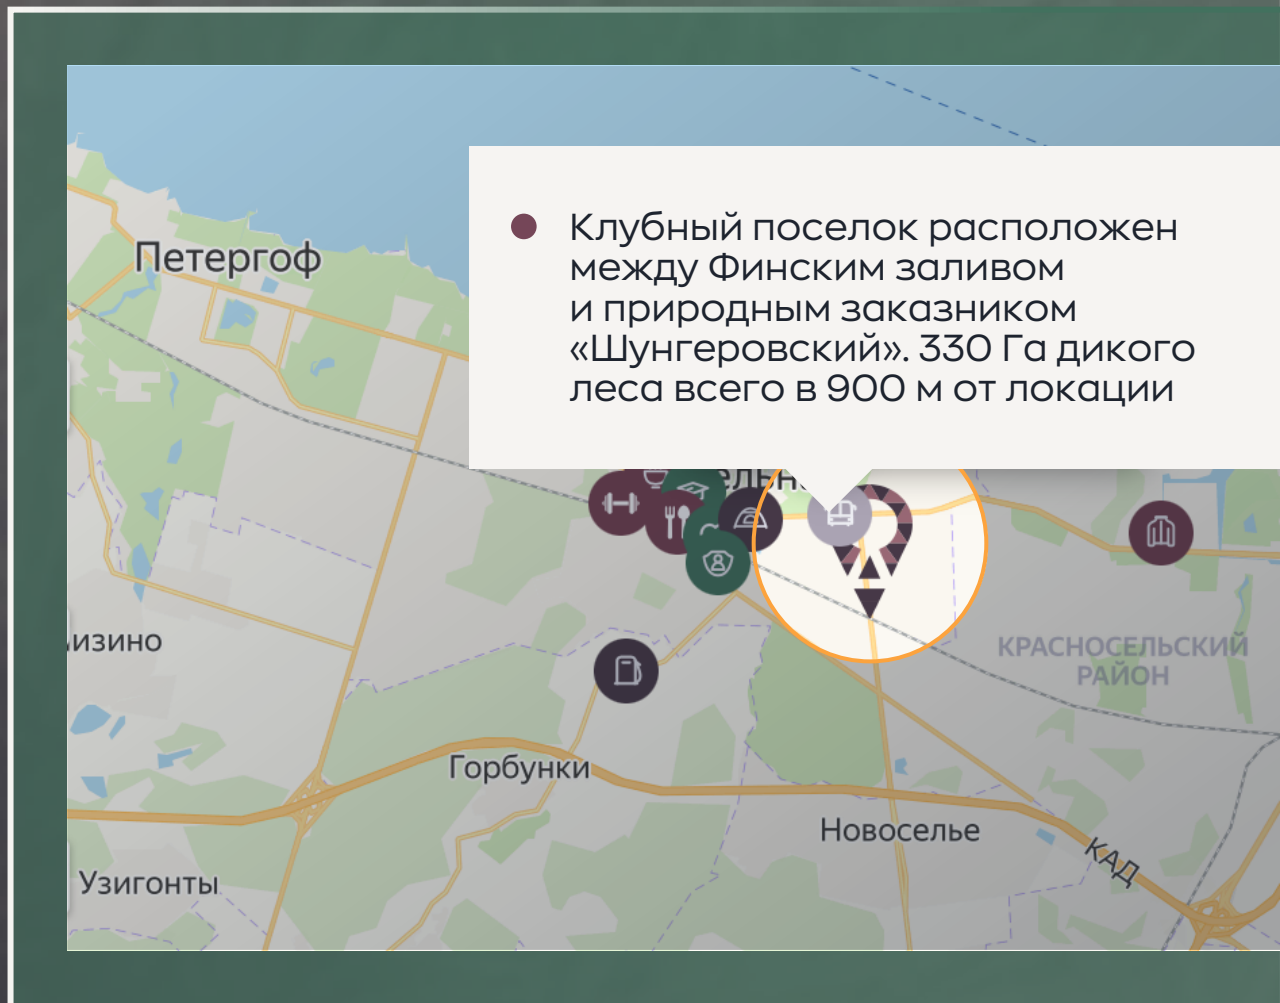 Петергоф
Клубный поселок расположен
между Финским заливом
и природным заказником
«Шунгеровский». 330 Га дикого
леса всего в 900 м от локации
КРАСНОСЕЛЬСКИЙ
РАЙОН
Горбунки
Новоселье
КАД
Узигонты